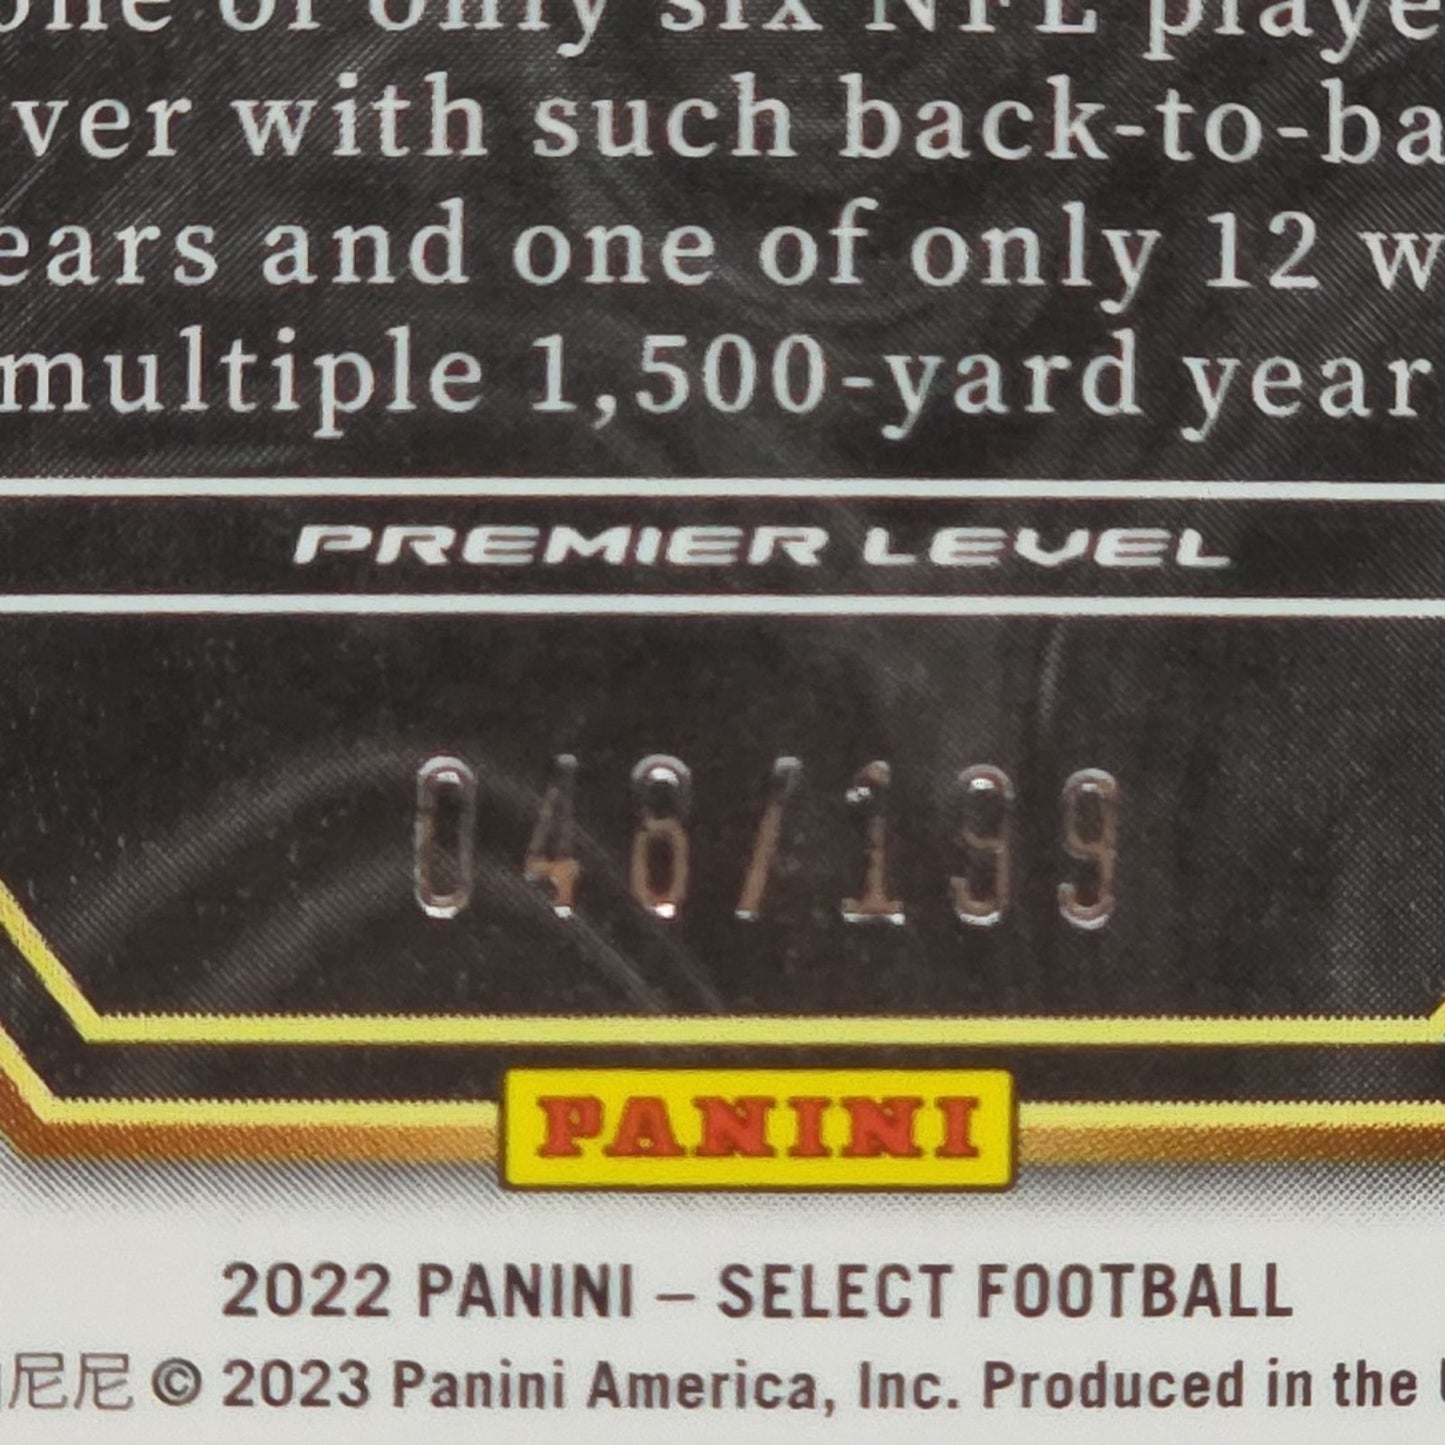 one of only six NFL playe
ver with such back-to-ba
ears and one of only 12 w
multiple 1,500-yard year
PREMIER LEVEL
048/199
PANINI
2022 PANINI – SELECT FOOTBALL
尼尼 © 2023 Panini America, Inc. Produced in the